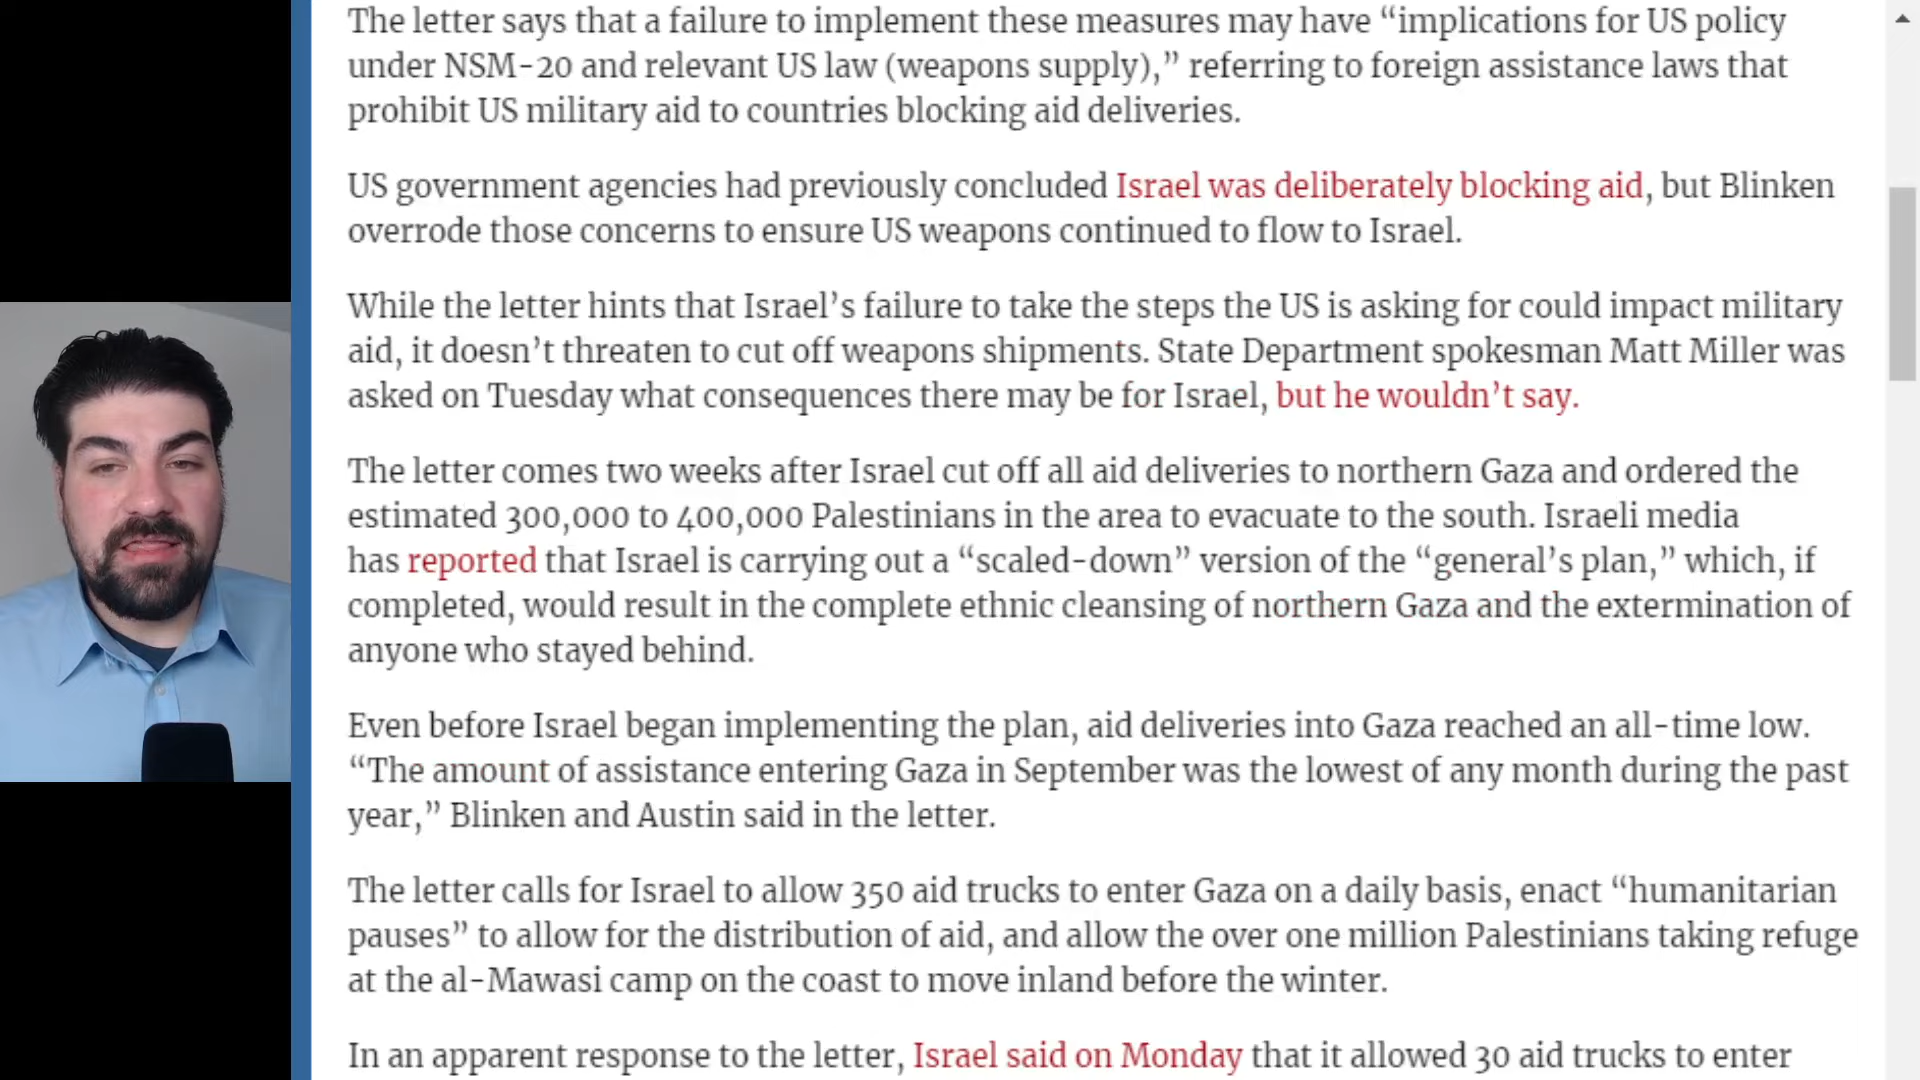 The letter says that a failure to implement these measures may have “implications for US policy
under NSM-20 and relevant US law (weapons supply),” referring to foreign assistance laws that
prohibit US military aid to countries blocking aid deliveries.
US government agencies had previously concluded Israel was deliberately blocking aid, but Blinken
overrode those concerns to ensure US weapons continued to flow to Israel.
While the letter hints that Israel’s failure to take the steps the US is asking for could impact military
aid, it doesn’t threaten to cut off weapons shipments. State Department spokesman Matt Miller was
asked on Tuesday what consequences there may be for Israel, but he wouldn’t say.
The letter comes two weeks after Israel cut off all aid deliveries to northern Gaza and ordered the
estimated 300,000 to 400,000 Palestinians in the area to evacuate to the south. Israeli media
has reported that Israel is carrying out a “scaled-down” version of the “general’s plan,” which, if
completed, would result in the complete ethnic cleansing of northern Gaza and the extermination of
anyone who stayed behind.
Even before Israel began implementing the plan, aid deliveries into Gaza reached an all-time low.
“The amount of assistance entering Gaza in September was the lowest of any month during the past
year,” Blinken and Austin said in the letter.
The letter calls for Israel to allow 350 aid trucks to enter Gaza on a daily basis, enact “humanitarian
pauses” to allow for the distribution of aid, and allow the over one million Palestinians taking refuge
at the al-Mawasi camp on the coast to move inland before the winter.
In an apparent response to the letter, Israel said on Monday that it allowed 30 aid trucks to enter